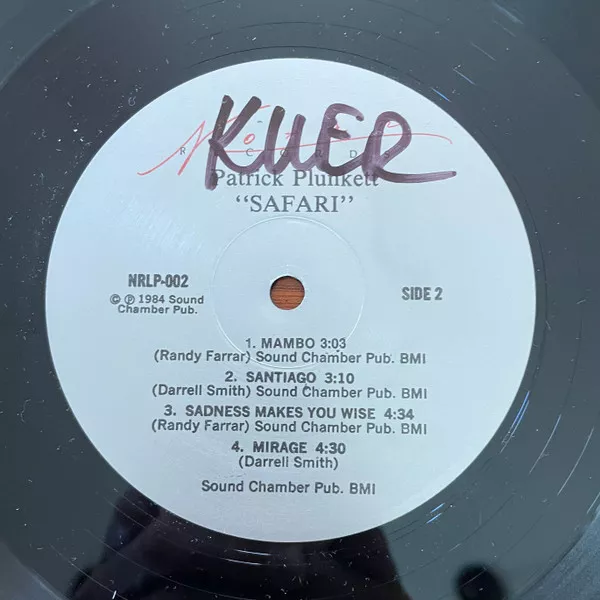 KUER
RECORDS
Patrick Plunkett
“SAFARI”
NRLP-002
SIDE 2
© ℗ 1984 Sound
Chamber Pub.
1. MAMBO 3:03
(Randy Farrar) Sound Chamber Pub. BMI
2. SANTIAGO 3:10
(Darrell Smith) Sound Chamber Pub. BMI
3. SADNESS MAKES YOU WISE 4:34
(Randy Farrar) Sound Chamber Pub. BMI
4. MIRAGE 4:30
(Darrell Smith)
Sound Chamber Pub. BMI